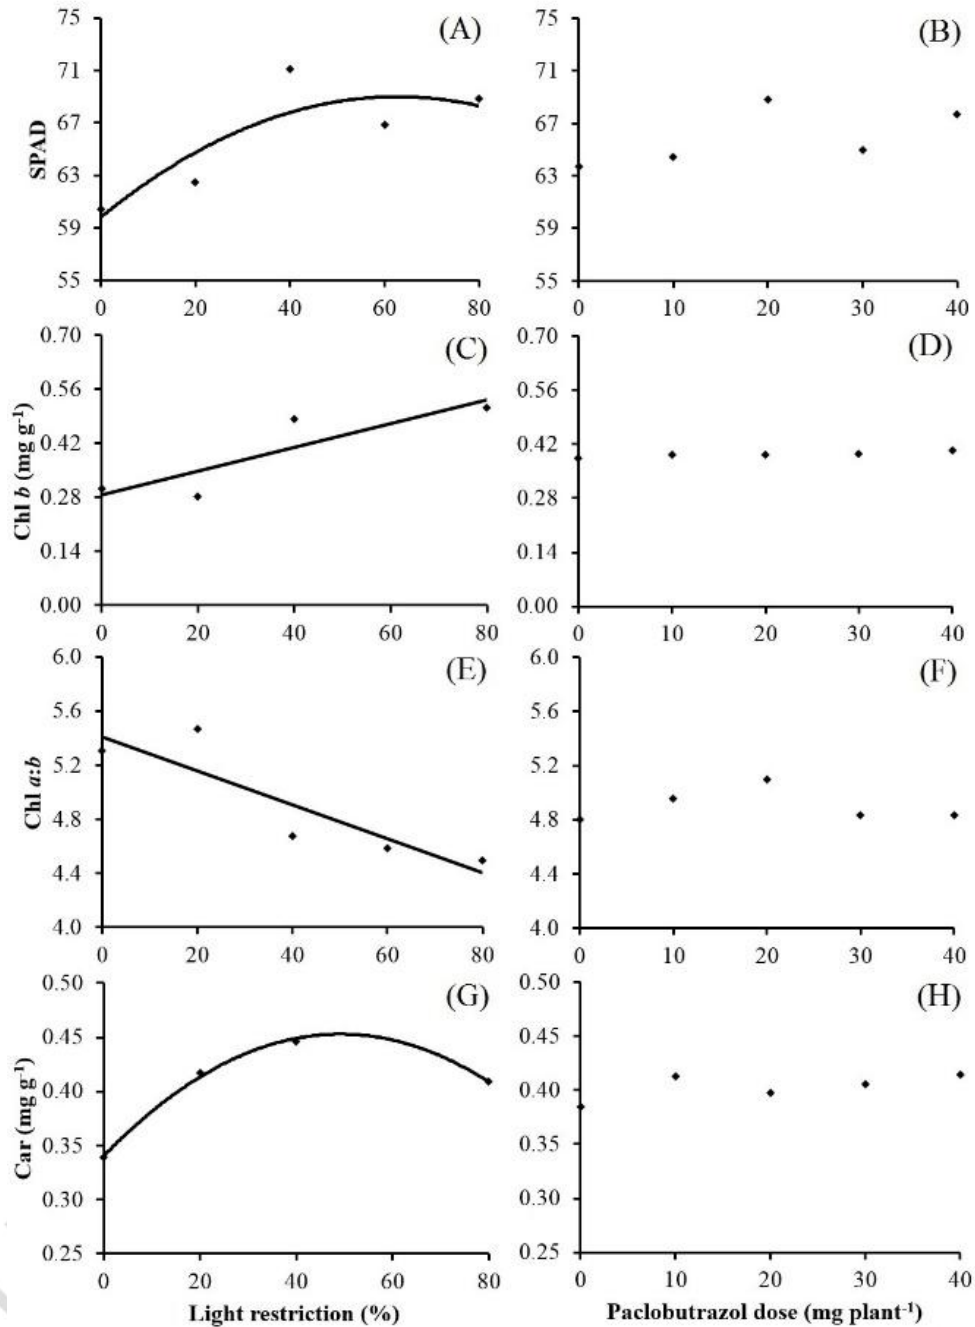 (A)
75
71
67
63
59
55
SPAD
0 20 40 60 80
(B)
75
71
67
63
59
55
0 10 20 30 40
(C)
0.70
0.56
0.42
0.28
0.14
0.00
Chl b (mg g⁻¹)
0 20 40 60 80
(D)
0.70
0.56
0.42
0.28
0.14
0.00
0 10 20 30 40
(E)
6.0
5.6
5.2
4.8
4.4
4.0
Chl a:b
0 20 40 60 80
(F)
6.0
5.6
5.2
4.8
4.4
4.0
0 10 20 30 40
(G)
0.50
0.45
0.40
0.35
0.30
0.25
Car (mg g⁻¹)
0 20 40 60 80
Light restriction (%)
(H)
0.50
0.45
0.40
0.35
0.30
0.25
0 10 20 30 40
Paclobutrazol dose (mg plant⁻¹)